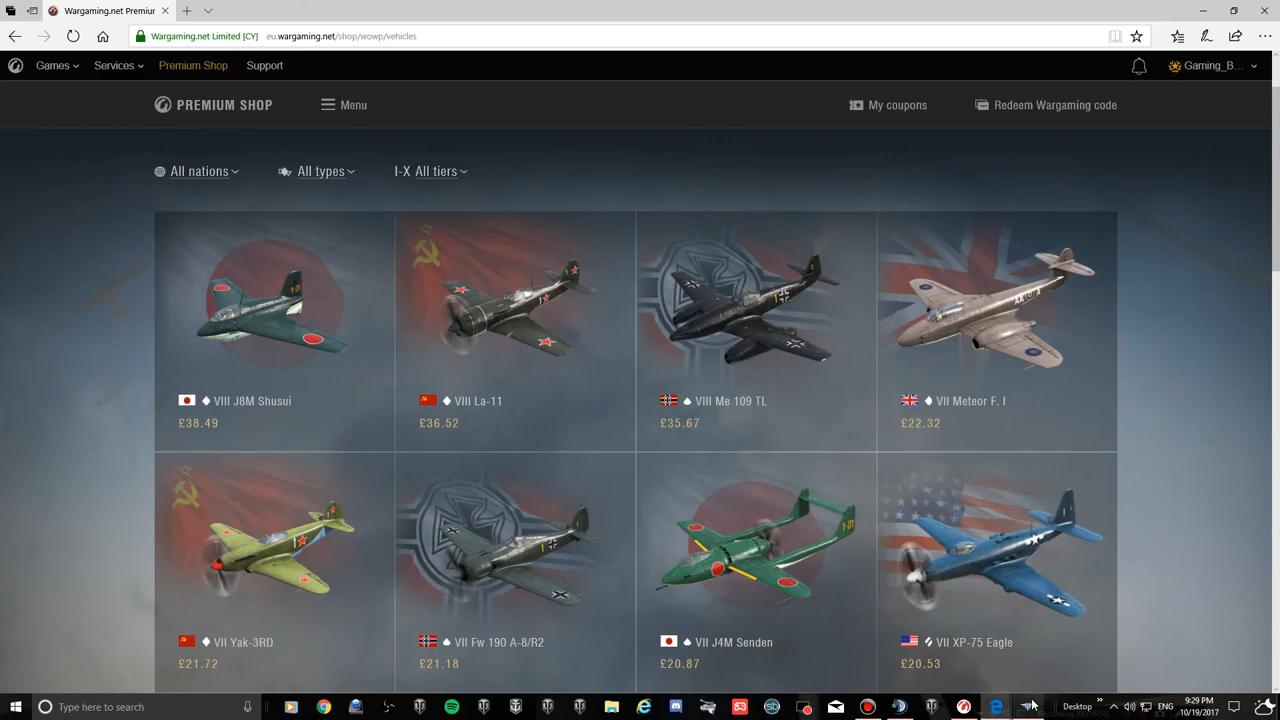 Wargaming.net Premium
Wargaming.net Limited [CY]
eu.wargaming.net/shop/wowp/vehicles
Games
Services
Premium Shop
Support
Gaming_B...
PREMIUM SHOP
Menu
My coupons
Redeem Wargaming code
All nations
All types
I-X All tiers
VIII J8M Shusui
£38.49
VIII La-11
£36.52
VIII Me 109 TL
£35.67
VII Meteor F. I
£22.32
VII Yak-3RD
£21.72
VII Fw 190 A-8/R2
£21.18
VII J4M Senden
£20.87
VII XP-75 Eagle
£20.53
Type here to search
Desktop
9:29 PM
10/19/2017